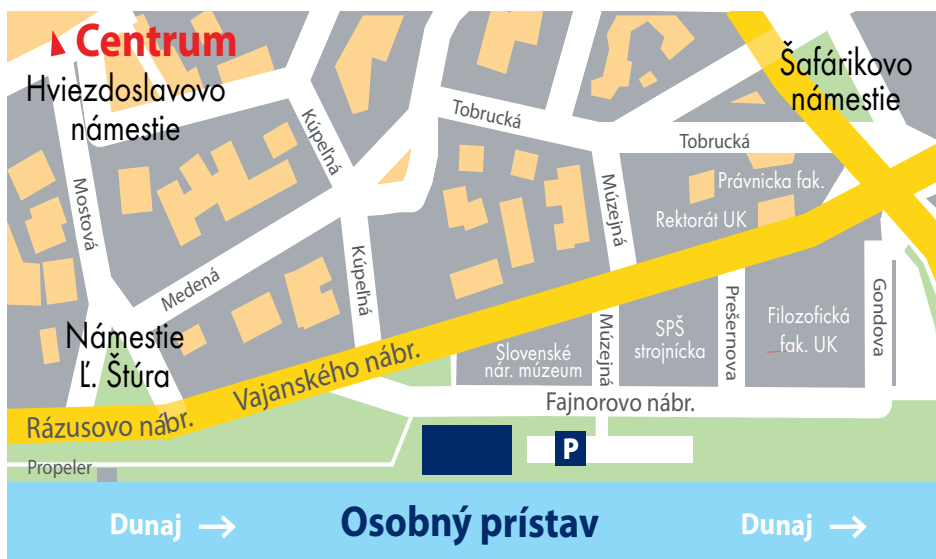 Centrum
Hviezdoslavovo
námestie
Šafárikovo
námestie
Tobrucká
Kúpeľná
Tobrucká
Mostová
Múzejná
Právnicka fak.
Rektorát UK
Medená
Kúpeľná
Námestie
Ľ. Štúra
Múzejná
Prešernova
Gondova
Slovenské
nár. múzeum
SPŠ
strojnícka
Filozofická
fak. UK
Vajanského nábr.
Rázusovo nábr.
Fajnorovo nábr.
P
Propeler
Dunaj →
Osobný prístav
Dunaj →